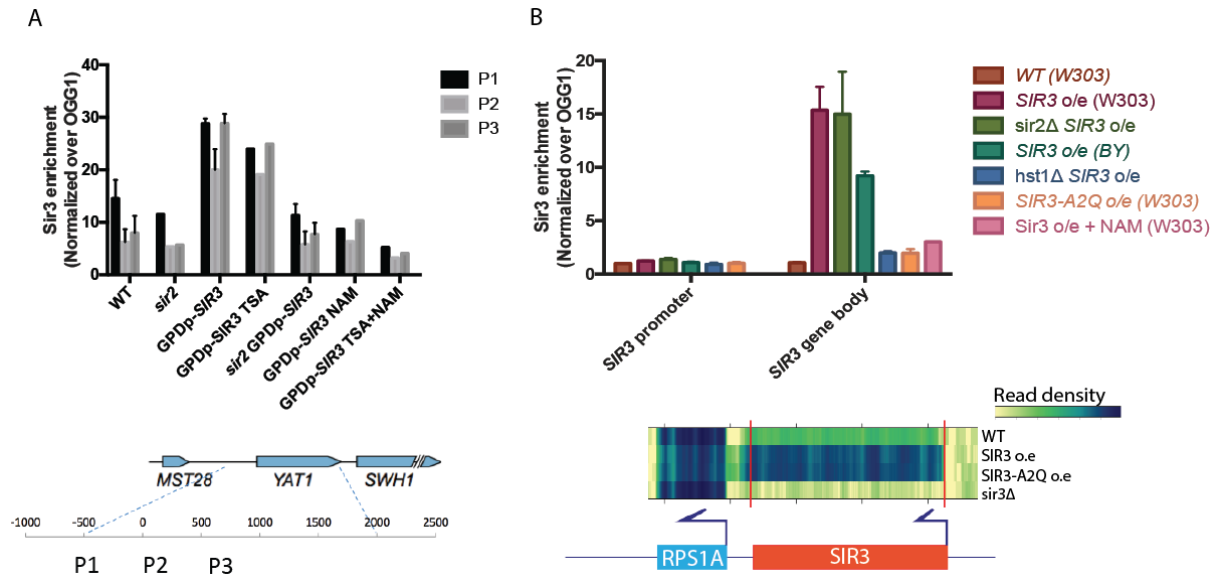 A
Sir3 enrichment
(Normalized over OGG1)
40
30
20
10
0
P1
P2
P3
WT
sir2
GPDp-SIR3
GPDp-SIR3 TSA
sir2 GPDp-SIR3
GPDp-SIR3 NAM
GPDp-SIR3 TSA+NAM
MST28
YAT1
SWH1
-1000 -500 0 500 1000 1500 2000 2500
P1 P2 P3
B
Sir3 enrichment
(Normalized over OGG1)
20
15
10
5
0
WT (W303)
SIR3 o/e (W303)
sir2Δ SIR3 o/e
SIR3 o/e (BY)
hst1Δ SIR3 o/e
SIR3-A2Q o/e (W303)
Sir3 o/e + NAM (W303)
SIR3 promoter
SIR3 gene body
Read density
WT
SIR3 o.e
SIR3-A2Q o.e
sir3Δ
RPS1A
SIR3